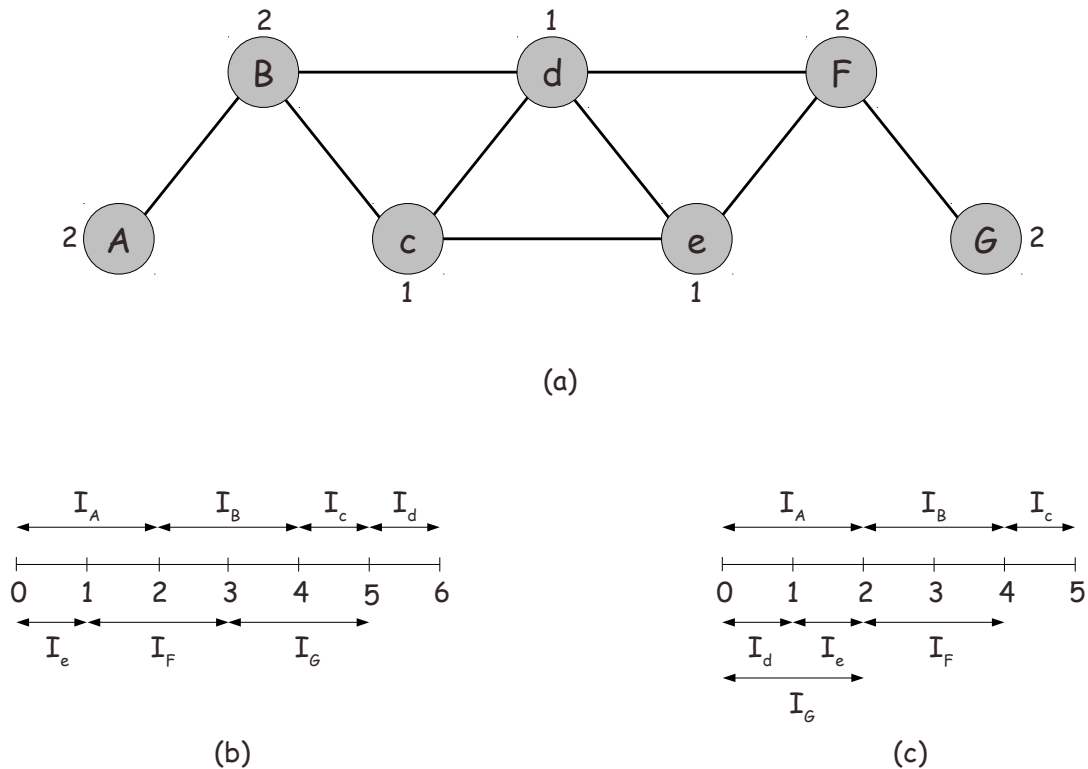 2 1 2
B d F
2 A c e G 2
1 1
(a)
I_A I_B I_c I_d
0 1 2 3 4 5 6
I_e I_F I_G
(b)
I_A I_B I_c
0 1 2 3 4 5
I_d I_e I_F
I_G
(c)